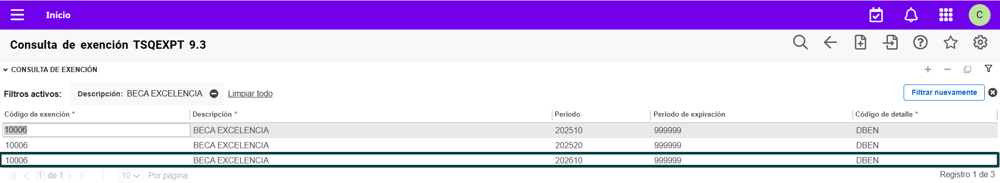 Inicio
C
Consulta de exención TSQEXPT 9.3
CONSULTA DE EXENCIÓN
Filtros activos: Descripción: BECA EXCELENCIA Limpiar todo Filtrar nuevamente
Código de exención * Descripción * Periodo Periodo de expiración Código de detalle *
10006 BECA EXCELENCIA 202510 999999 DBEN
10006 BECA EXCELENCIA 202520 999999 DBEN
10006 BECA EXCELENCIA 202610 999999 DBEN
1 de 1 10 Por página Registro 1 de 3